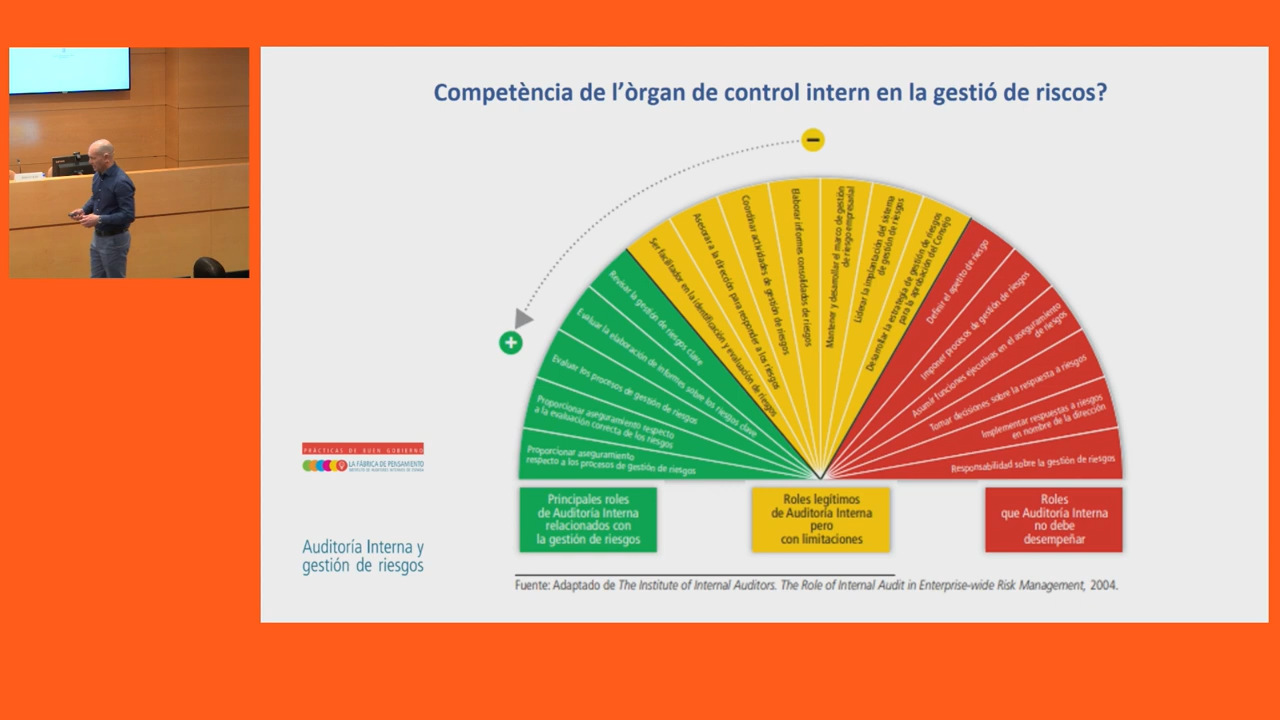 Competència de l'òrgan de control intern en la gestió de riscos?
−
+
Proporcionar aseguramiento
respecto a los procesos de gestión de riesgos
Proporcionar aseguramiento respecto
a la evaluación correcta de los riesgos
Evaluar los procesos de gestión de riesgos
Evaluar la elaboración de informes sobre los riesgos clave
Revisar la gestión de riesgos clave
Ser facilitador en la identificación y evaluación de riesgos
Asesorar a la dirección para responder a los riesgos
Coordinar actividades de gestión de riesgos
Elaborar informes consolidados de riesgos
Mantener y desarrollar el marco de gestión
de riesgo empresarial
Liderar la implantación del sistema
de gestión de riesgos
Desarrollar la estrategia de gestión de riesgos
para la aprobación del Consejo
Definir el apetito de riesgo
Imponer procesos de gestión de riesgos
Asumir funciones ejecutivas en el aseguramiento
de riesgos
Tomar decisiones sobre la respuesta a riesgos
Implementar respuestas a riesgos
en nombre de la dirección
Responsabilidad sobre la gestión de riesgos
PRÁCTICAS DE BUEN GOBIERNO
LA FÁBRICA DE PENSAMIENTO
INSTITUTO DE AUDITORES INTERNOS DE ESPAÑA
Auditoría Interna y
gestión de riesgos
Principales roles
de Auditoría Interna
relacionados con
la gestión de riesgos
Roles legítimos
de Auditoría Interna
pero
con limitaciones
Roles
que Auditoría Interna
no debe
desempeñar
Fuente: Adaptado de The Institute of Internal Auditors. The Role of Internal Audit in Enterprise-wide Risk Management, 2004.